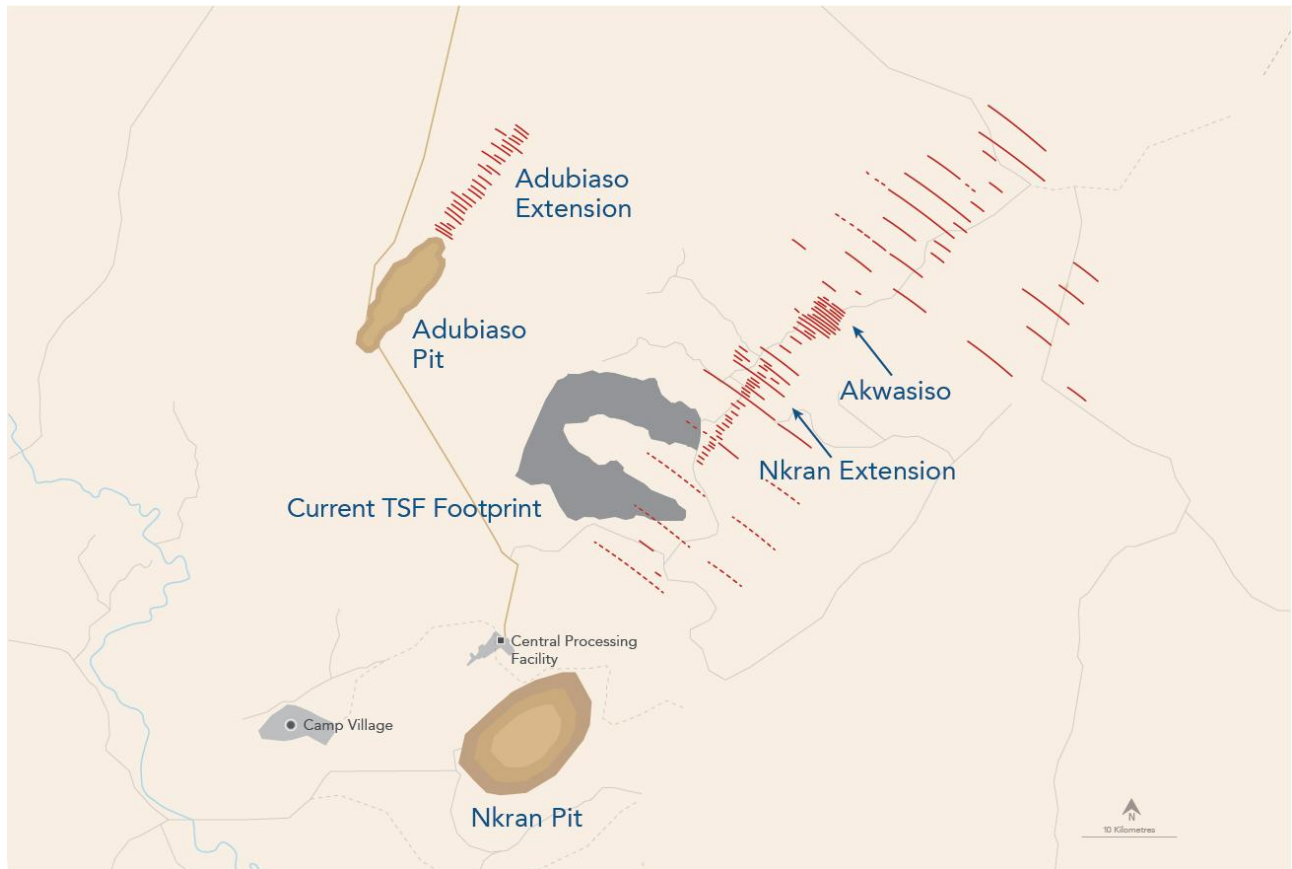 Adubiaso
Extension
Adubiaso
Pit
Akwasiso
Nkran Extension
Current TSF Footprint
Central Processing
Facility
Camp Village
Nkran Pit
N
10 Kilometres